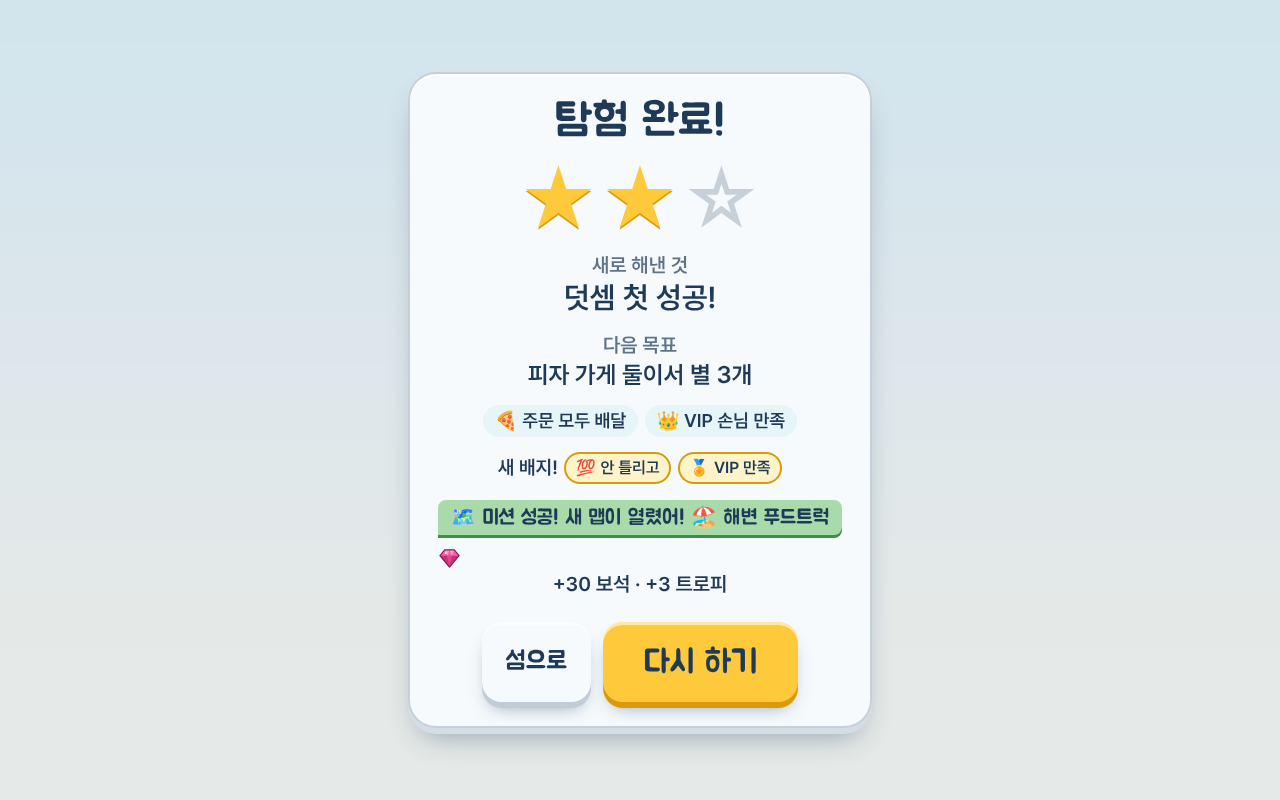 탐험 완료!
새로 해낸 것
덧셈 첫 성공!
다음 목표
피자 가게 둘이서 별 3개
🍕 주문 모두 배달 👑 VIP 손님 만족
새 배지! 💯 안 틀리고 🏅 VIP 만족
🗺️ 미션 성공! 새 맵이 열렸어! 🏖️ 해변 푸드트럭
+30 보석 · +3 트로피
섬으로 다시 하기